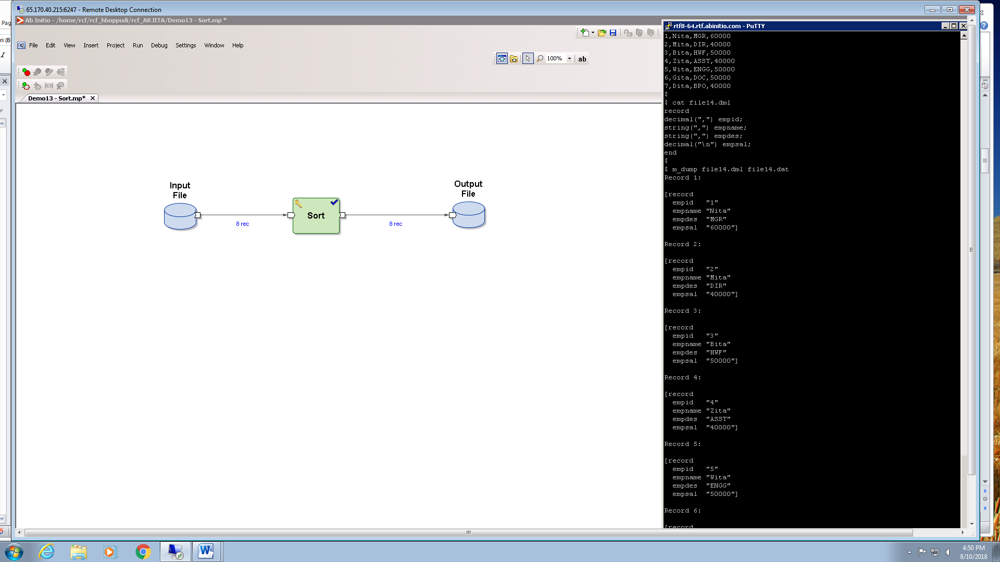 65.170.40.215:6247 - Remote Desktop Connection
Ab Initio - /home/rcf/rcf_hboppudi/rcf_ARJITA/Demo13 - Sort.mp *
File Edit View Insert Project Run Debug Settings Window Help
100%
ab
Demo13 - Sort.mp*
Input
File
8 rec
Sort
8 rec
Output
File
rtf8-64.rtf.abinitio.com - PuTTY
1,Nita,MGR,60000
2,Mita,DIR,40000
3,Bita,HWF,50000
4,Zita,ASST,40000
5,Wita,ENGG,50000
6,Gita,DOC,50000
7,Dita,BPO,40000
$
$ cat file14.dml
record
decimal(",") empid;
string(",") empname;
string(",") empdes;
decimal("\n") empsal;
end
$
$ m_dump file14.dml file14.dat
Record 1:
[record
empid "1"
empname "Nita"
empdes "MGR"
empsal "60000"]
Record 2:
[record
empid "2"
empname "Mita"
empdes "DIR"
empsal "40000"]
Record 3:
[record
empid "3"
empname "Bita"
empdes "HWF"
empsal "50000"]
Record 4:
[record
empid "4"
empname "Zita"
empdes "ASST"
empsal "40000"]
Record 5:
[record
empid "5"
empname "Wita"
empdes "ENGG"
empsal "50000"]
Record 6:
[record
Pag
ri (B
I
4:50 PM
8/10/2018